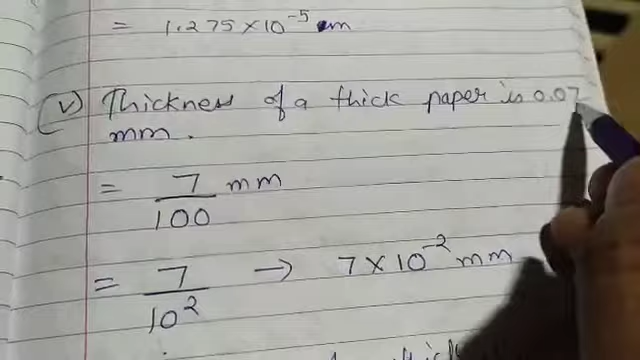 = 1.275×10⁻⁵ m
(v) Thickness of a thick paper is 0.07
mm.
= 7/100 mm
= 7/10² → 7×10⁻² mm